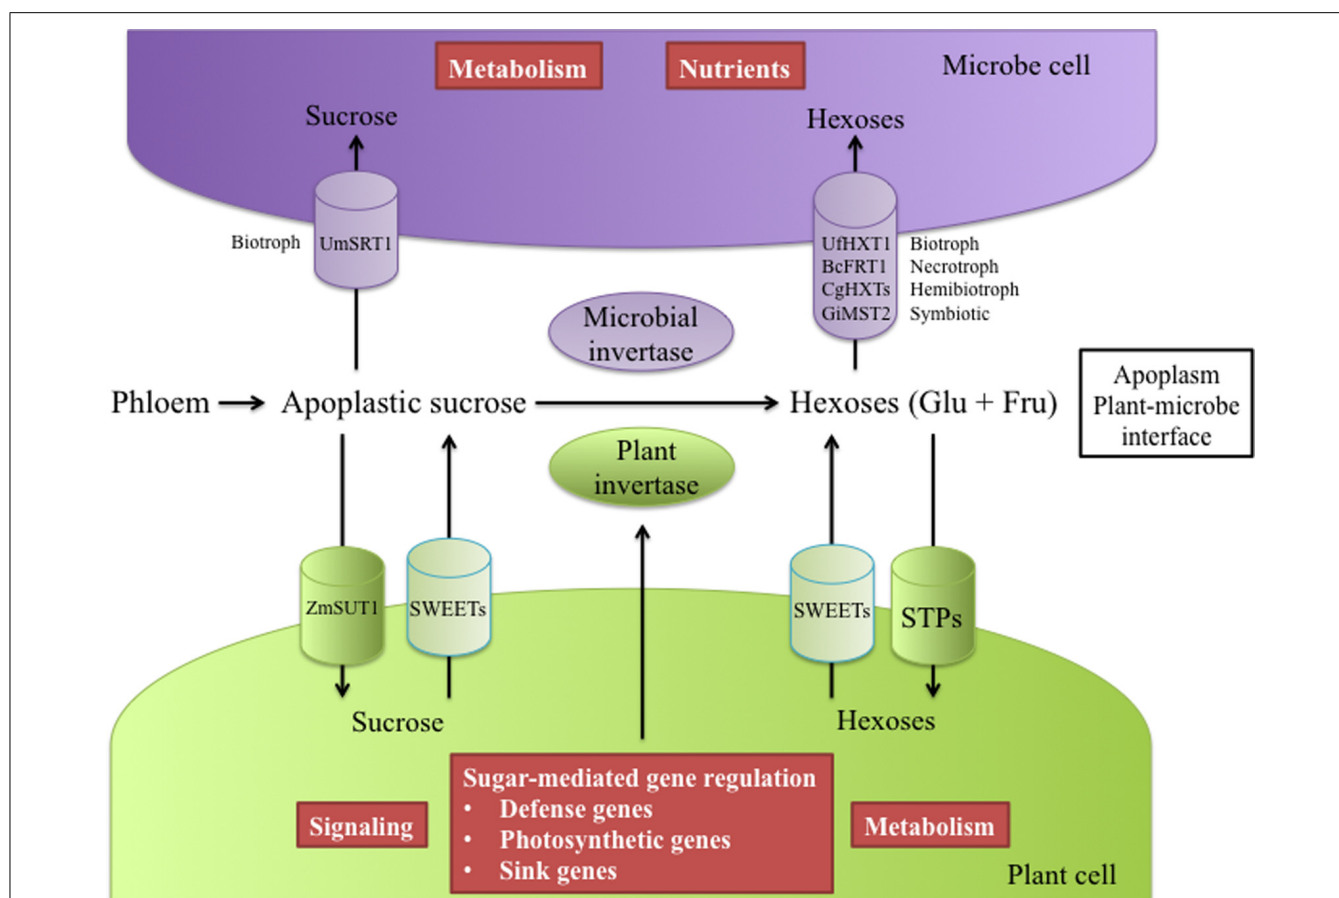 Metabolism
Nutrients
Microbe cell
Sucrose
Hexoses
Biotroph
UmSRT1
UfHXT1 Biotroph
BcFRT1 Necrotroph
CgHXTs Hemibiotroph
GiMST2 Symbiotic
Microbial
invertase
Phloem
Apoplastic sucrose
Hexoses (Glu + Fru)
Apoplasm
Plant-microbe
interface
Plant
invertase
ZmSUT1
SWEETs
SWEETs
STPs
Sucrose
Hexoses
Signaling
Sugar-mediated gene regulation
• Defense genes
• Photosynthetic genes
• Sink genes
Metabolism
Plant cell